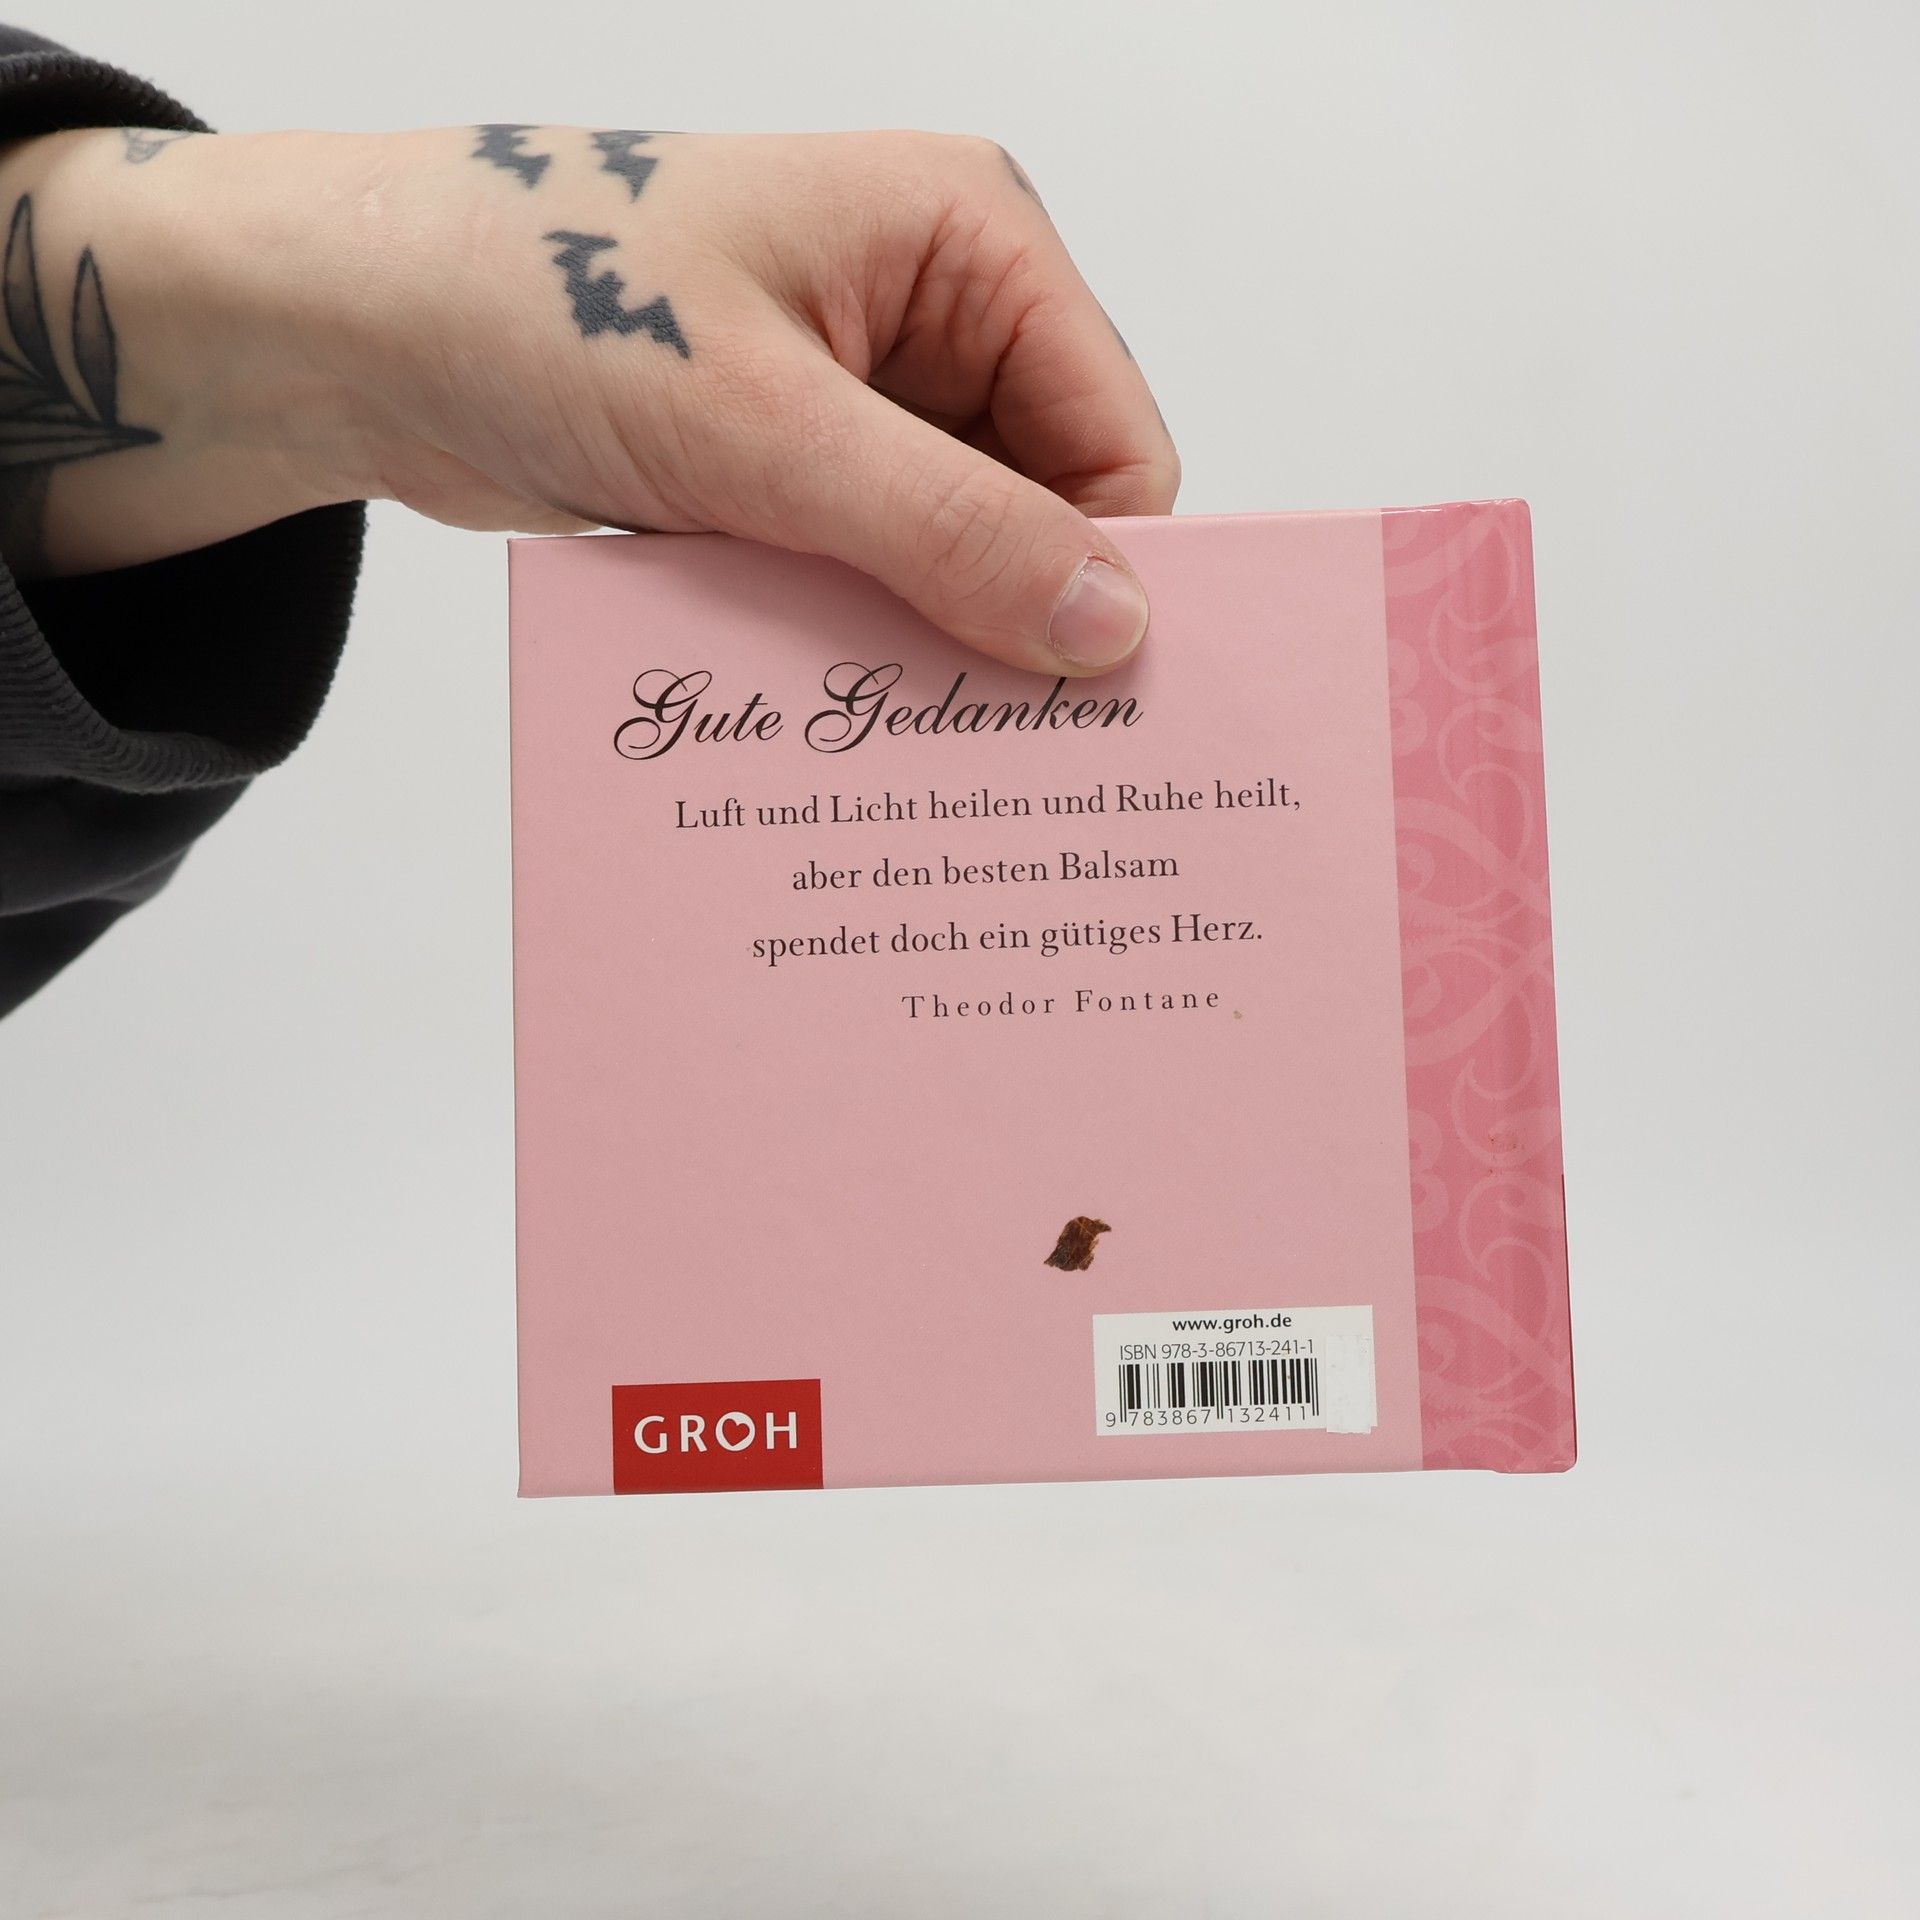 Gute Gedanken
Luft und Licht heilen und Ruhe heilt,
aber den besten Balsam
spendet doch ein gütiges Herz.
Theodor Fontane
www.groh.de
ISBN 978-3-86713-241-1
9 783867 132411
GROH